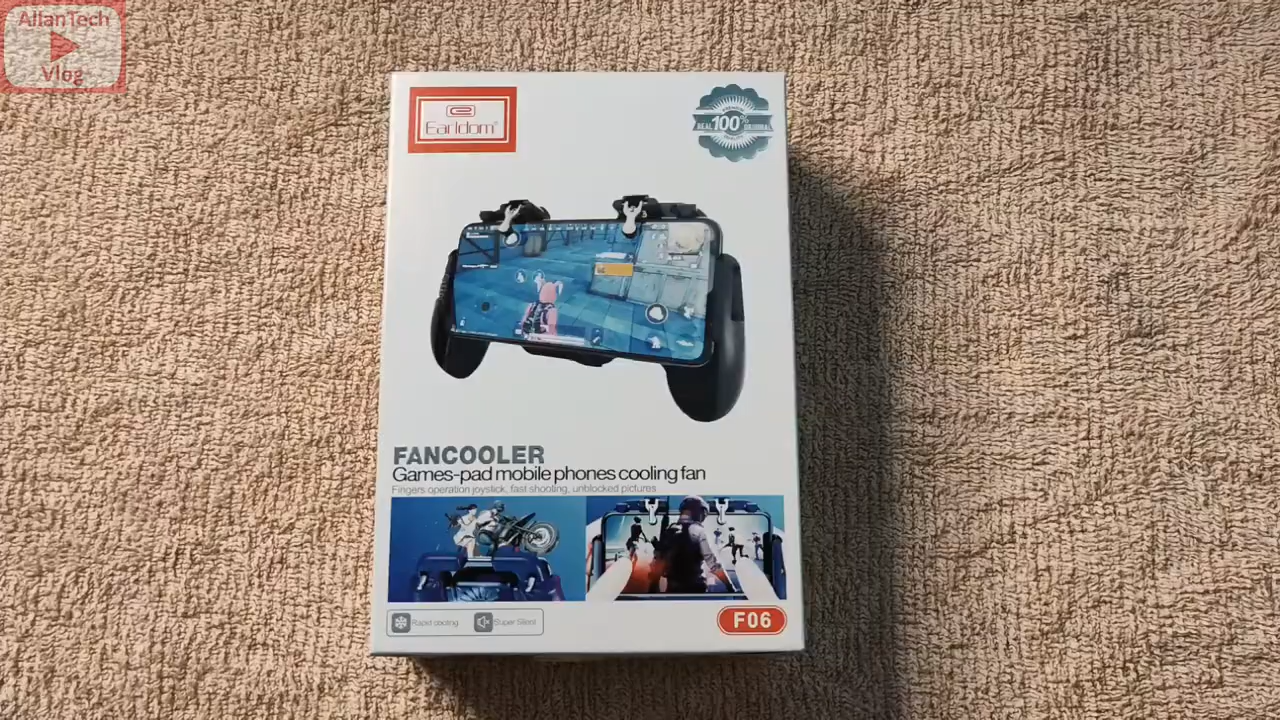 AllanTech
Vlog
Earldom
PREMIUM
REAL 100% ORIGINAL
FANCOOLER
Games-pad mobile phones cooling fan
Fingers operation joystick, fast shooting, unblocked pictures
Rapid cooling
Super Silent
F06